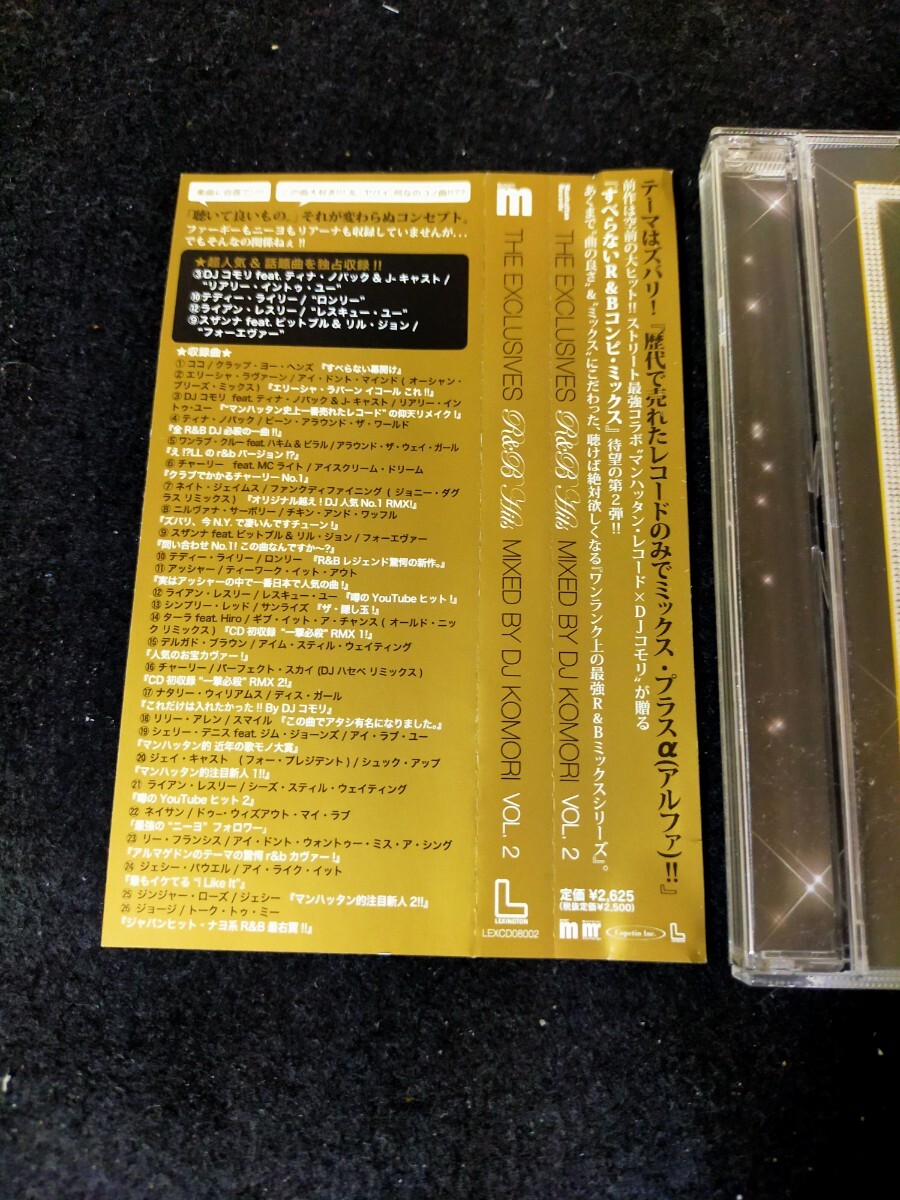 「聴いて良いもの。」それが変わらぬコンセプト。
ファーギーもニーヨもリアーナも収録していませんが...
でもそんなの関係ねぇ!!
★超人気 & 話題曲を独占収録!!
③DJ コモリ feat. ティナ・ノバック & J- キャスト /
"リアリー・イントゥ・ユー"
⑩テディー・ライリー / "ロンリー"
⑫ライアン・レスリー / "レスキュー・ユー"
⑨スザンナ feat. ピットブル & リル・ジョン /
"フォーエヴァー"
★収録曲★
① ココ / クラップ・ヨー・ヘンズ 『すべらない幕開け』
② エリーシャ・ラヴァーン / アイ・ドント・マインド ( オーシャン・
ブリーズ・ミックス ) 『エリーシャ・ラバーン イコール これ!!』
③ DJ コモリ feat. ティナ・ノバック & J- キャスト / リアリー・イン
トゥ・ユー 『"マンハッタン史上一番売れたレコード" の仰天リメイク!』
④ ティナ・ノバック / ビーン・アラウンド・ザ・ワールド
『全 R&B DJ 必殺の一曲!!』
⑤ ワンラブ・クルー feat. ハキム & ビラル / アラウンド・ザ・ウェイ・ガール
『え!?LL の r&b バージョン!?』
⑥ チャーリー feat. MC ライト / アイスクリーム・ドリーム
『クラブでかかるチャーリー No.1』
⑦ ネイト・ジェイムス / ファンクディファイニング ( ジョニー・ダグ
ラス リミックス ) 『オリジナル越え!DJ 人気 No.1 RMX!』
⑧ ニルヴァナ・サーボリー / チキン・アンド・ワッフル
『ズバリ、今 N.Y. で凄いんですチューン!』
⑨ スザンナ feat. ピットブル & リル・ジョン / フォーエヴァー
『問い合わせ No.1! この曲なんですか〜?』
⑩ テディー・ライリー / ロンリー 『R&B レジェンド驚愕の新作。』
⑪ アッシャー / ティーワーク・イット・アウト
『実はアッシャーの中で一番日本で人気の曲!』
⑫ ライアン・レスリー / レスキュー・ユー 『噂の YouTube ヒット!』
⑬ シンプリー・レッド / サンライズ 『ザ・隠し玉!』
⑭ ターラ feat. Hiro / ギブ・イット・ア・チャンス ( オールド・ニッ
ク リミックス ) 『CD 初収録 "一撃必殺" RMX 1!』
⑮ デルガド・ブラウン / アイム・スティル・ウェイティング
『人気のお宝カヴァー!』
⑯ チャーリー / パーフェクト・スカイ (DJ ハセベ リミックス )
『CD 初収録 "一撃必殺" RMX 2!』
⑰ ナタリー・ウィリアムス / ディス・ガール
『これだけは入れたかった!! By DJ コモリ』
⑱ リリー・アレン / スマイル 『この曲でアタシ有名になりました。』
⑲ シェリー・デニス feat. ジム・ジョーンズ / アイ・ラブ・ユー
『マンハッタン的 近年の歌モノ大賞』
⑳ ジェイ・キャスト (フォー・プレジデント) / シュック・アップ
『マンハッタン的注目新人 1!!』
21 ライアン・レスリー / シーズ・スティル・ウェイティング
『噂の YouTube ヒット 2』
22 ネイサン / ドゥー・ウィズアウト・マイ・ラブ
『最強の "ニーヨ" フォロワー』
23 リー・フランシス / アイ・ドント・ウォントゥー・ミス・ア・シング
『アルマゲドンのテーマの驚愕 r&b カヴァー!』
24 ジェシー・パウエル / アイ・ライク・イット
『最もイケてる "I Like It"』
25 ジンジャー・ローズ / ジェシー 『マンハッタン的注目新人 2!!』
26 ジョージ / トーク・トゥ・ミー
『ジャパンヒット・ナヨ系 R&B 最右翼!!』
m
THE EXCLUSIVES R&B Hits MIXED BY DJ KOMORI VOL. 2
L
LEXINGTON
LEXCD08002
THE EXCLUSIVES R&B Hits MIXED BY DJ KOMORI VOL. 2
テーマはズバリ!『歴代で売れたレコードのみでミックス・プラスα(アルファ)!!』
前作は空前の大ヒット!! ストリート最強コラボ"マンハッタン・レコード×DJコモリ"が贈る
『すべらないR&Bコンピ・ミックス』待望の第2弾!!
あくまで"曲の良さ"&"ミックス"にこだわった、聴けば絶対欲しくなる『ワンランク上の最強R&Bミックスシリーズ』。
定価 ¥2,625
(税抜定価¥2,500)